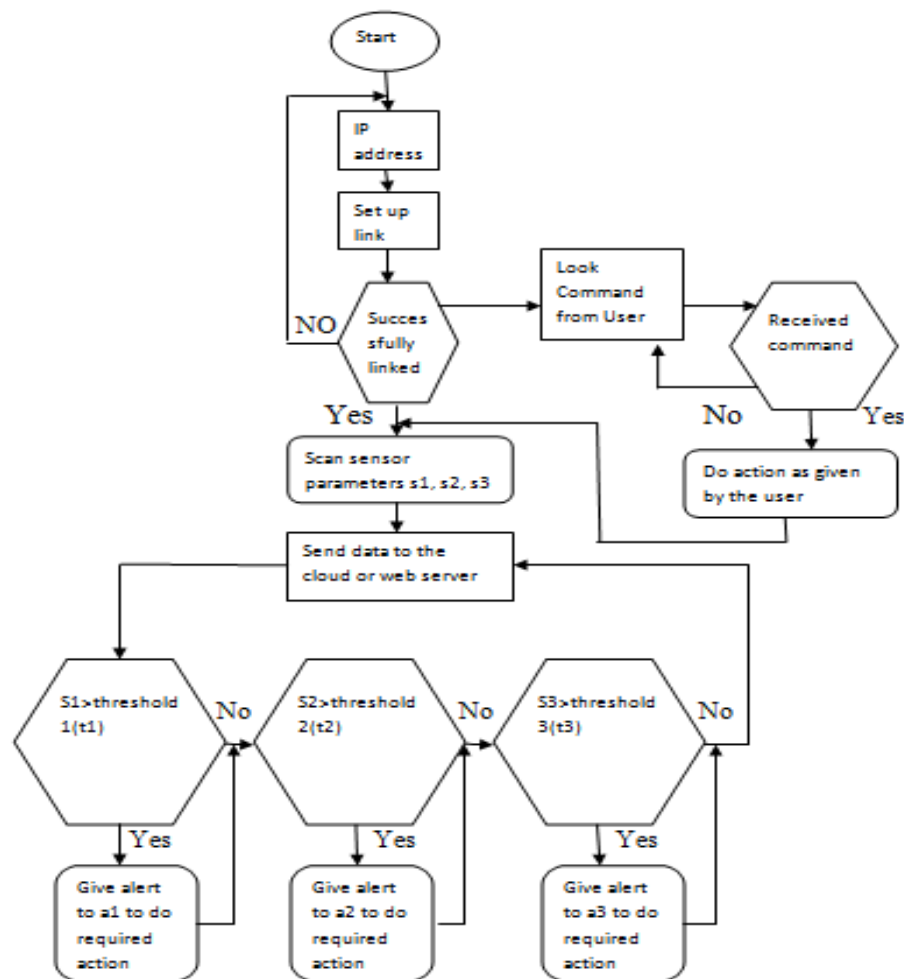 Start
IP
address
Set up
link
Succes
sfully
linked
NO
Yes
Look
Command
from User
Received
command
No
Yes
Do action as given
by the user
Scan sensor
parameters s1, s2, s3
Send data to the
cloud or web server
S1>threshold
1(t1)
No
Yes
Give alert
to a1 to do
required
action
S2>threshold
2(t2)
No
Yes
Give alert
to a2 to do
required
action
S3>threshold
3(t3)
No
Yes
Give alert
to a3 to do
required
action